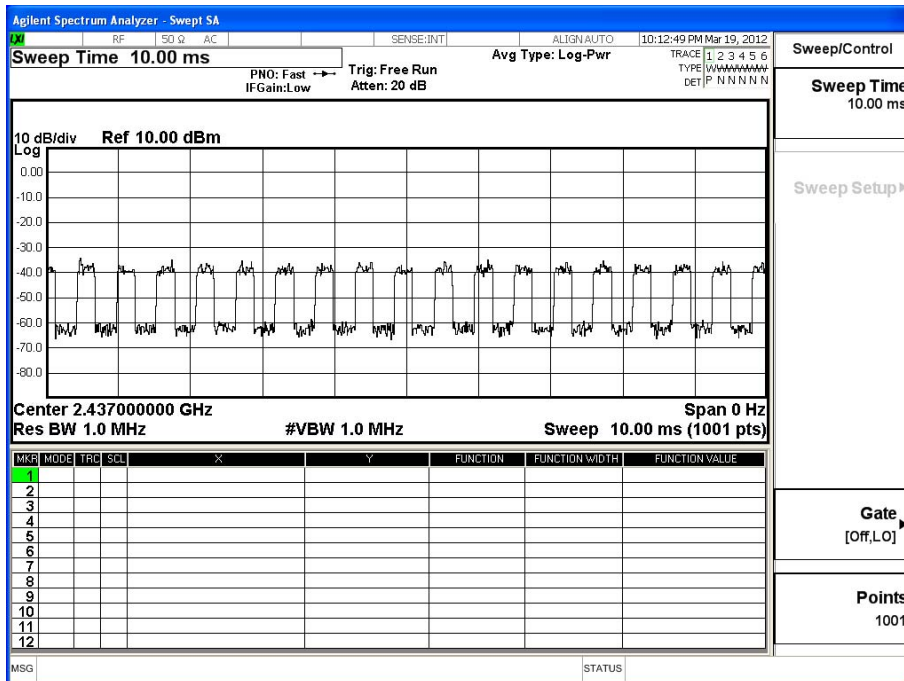 Agilent Spectrum Analyzer - Swept SA
LXI RF 50 Ω AC SENSE:INT ALIGN AUTO 10:12:49 PM Mar 19, 2012
Sweep Time 10.00 ms
PNO: Fast
IFGain:Low
Trig: Free Run
Atten: 20 dB
Avg Type: Log-Pwr
TRACE 1 2 3 4 5 6
TYPE WWWWWW
DET P N N N N N
10 dB/div Ref 10.00 dBm
Log
0.00
-10.0
-20.0
-30.0
-40.0
-50.0
-60.0
-70.0
-80.0
Center 2.437000000 GHz Span 0 Hz
Res BW 1.0 MHz #VBW 1.0 MHz Sweep 10.00 ms (1001 pts)
MKR MODE TRC SCL X Y FUNCTION FUNCTION WIDTH FUNCTION VALUE
1
2
3
4
5
6
7
8
9
10
11
12
MSG STATUS
Sweep/Control
Sweep Time
10.00 ms
Sweep Setup
Gate
[Off,LO]
Points
1001